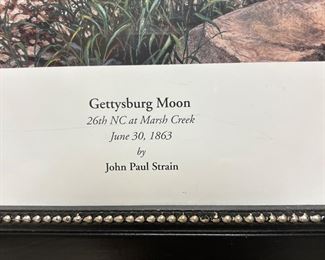 Gettysburg Moon
26th NC at Marsh Creek
June 30, 1863
by
John Paul Strain